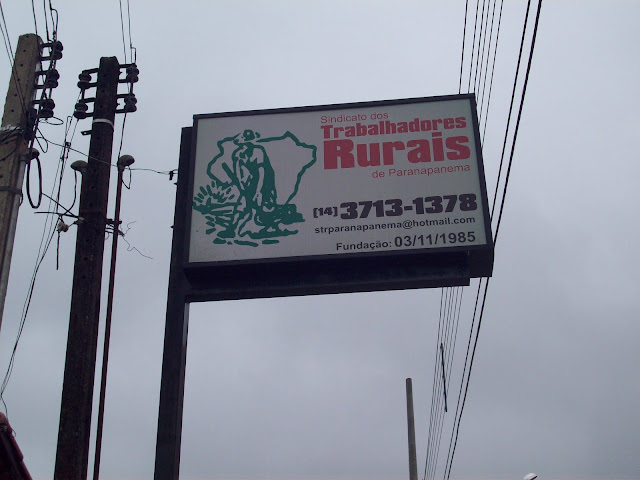 Sindicato dos
Trabalhadores
Rurais
de Paranapanema
(14) 3713-1378
strparanapanema@hotmail.com
Fundação: 03/11/1985